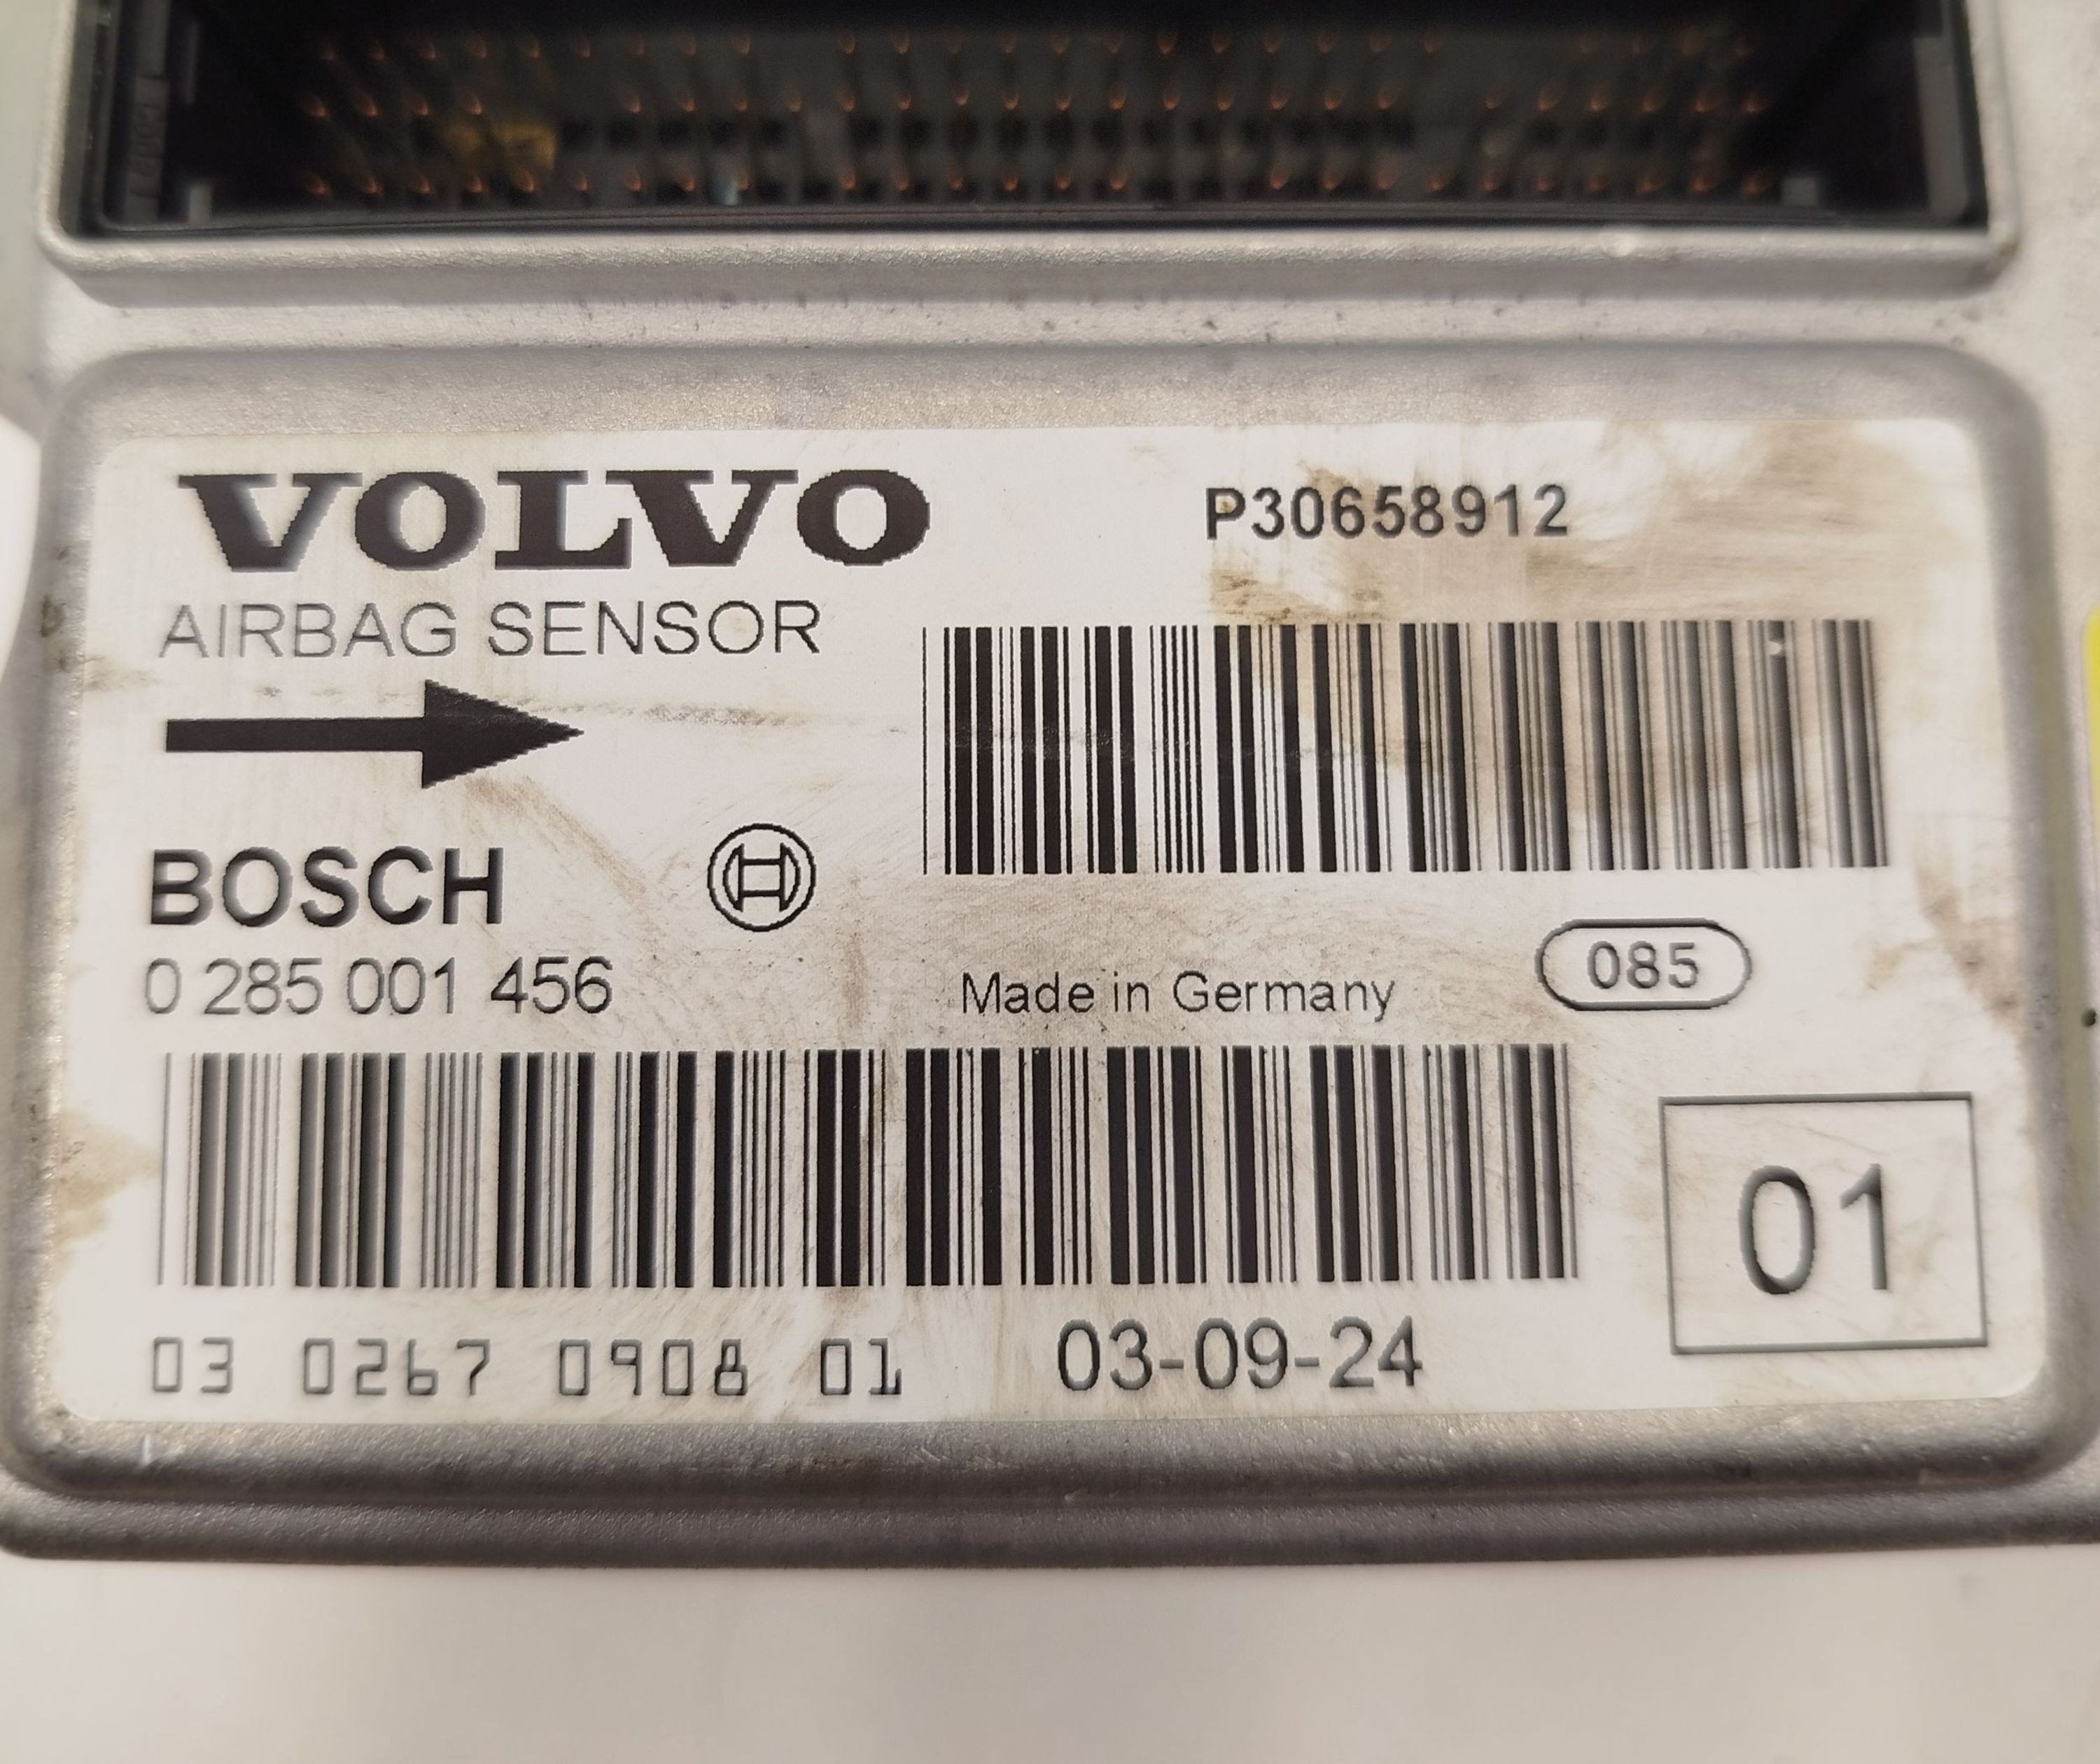 VOLVO
P30658912
AIRBAG SENSOR
BOSCH
0 285 001 456
Made in Germany
085
01
03 0267 0908 01
03-09-24